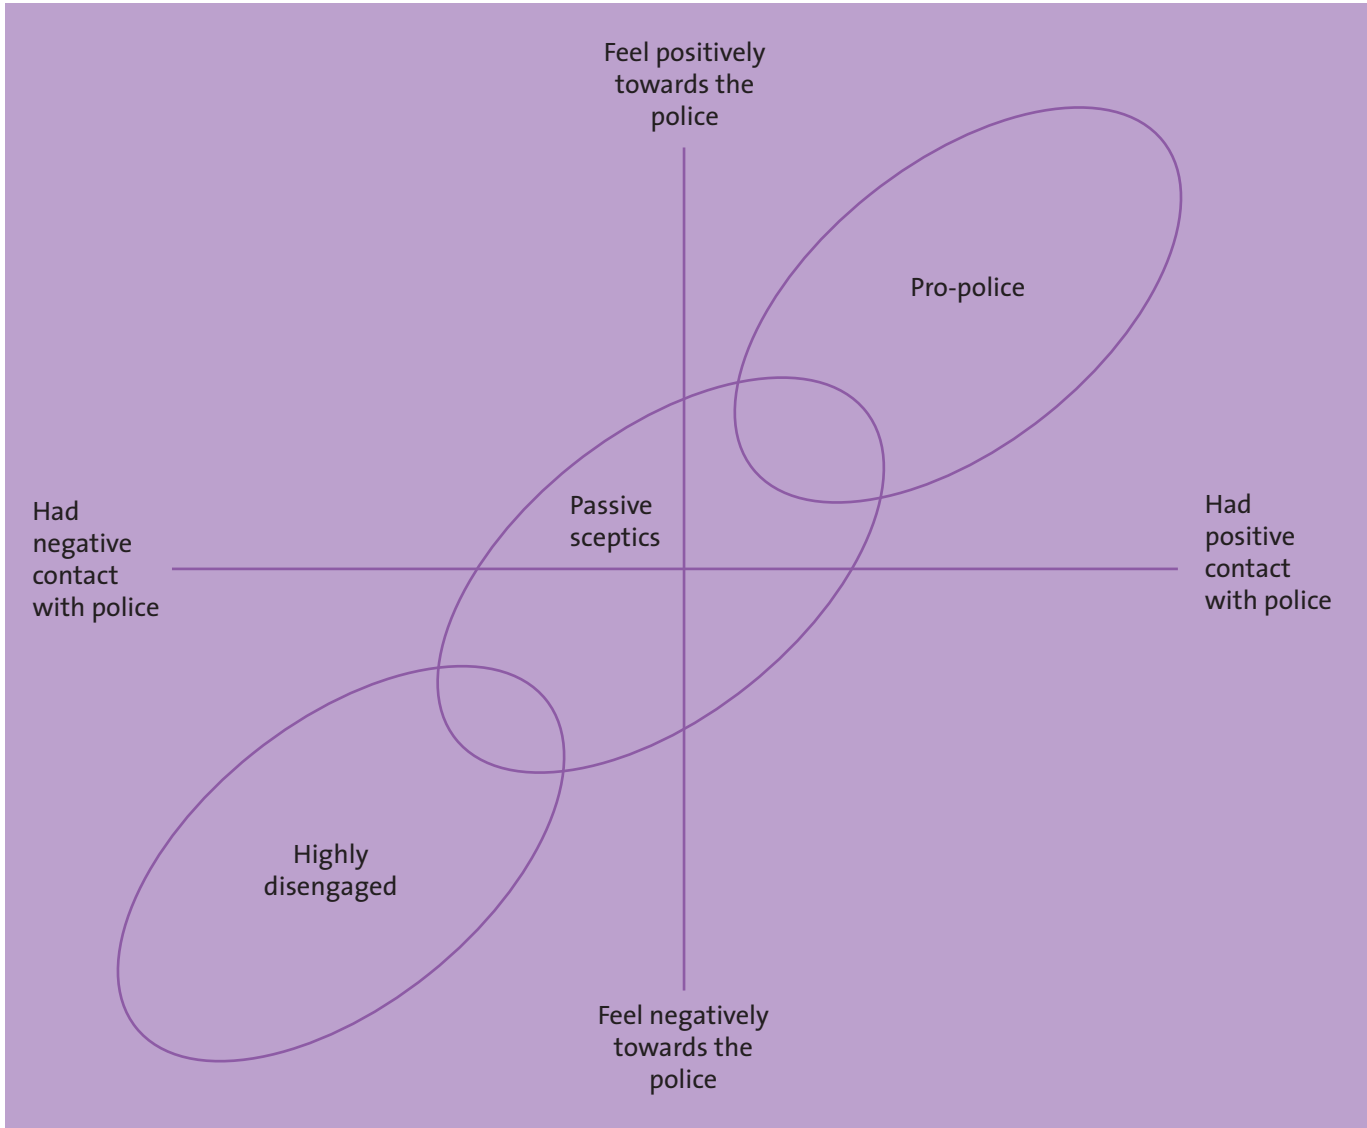 Feel positively
towards the
police
Pro-police
Passive
sceptics
Had
negative
contact
with police
Had
positive
contact
with police
Highly
disengaged
Feel negatively
towards the
police